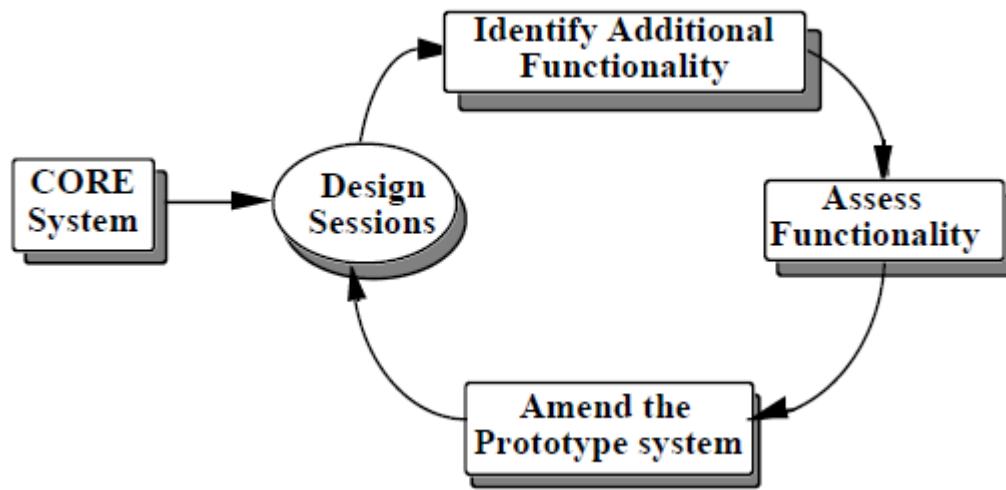 Identify Additional
Functionality
CORE
System
Design
Sessions
Assess
Functionality
Amend the
Prototype system